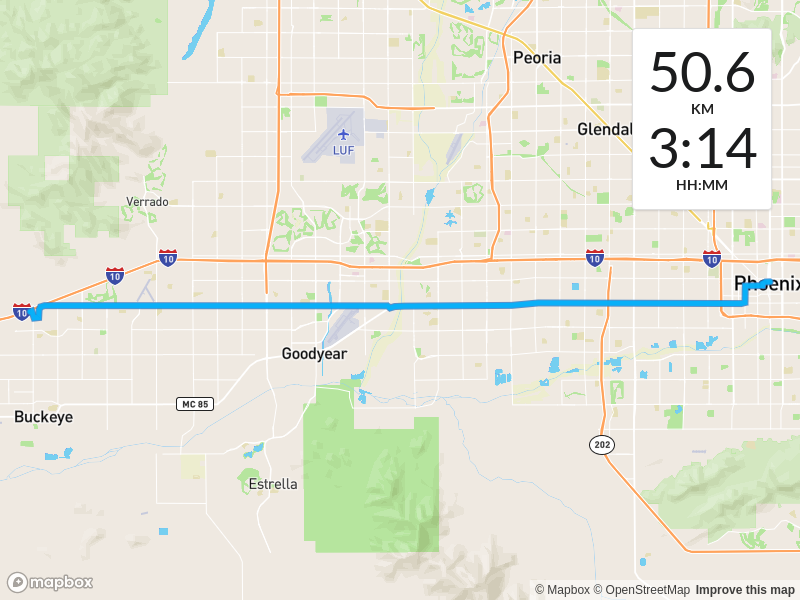 Peoria
50.6
KM
Glendal
3:14
HH:MM
LUF
Verrado
10
10
10
10
10
Phoenix
Goodyear
MC 85
Buckeye
202
Estrella
mapbox
© Mapbox © OpenStreetMap Improve this map